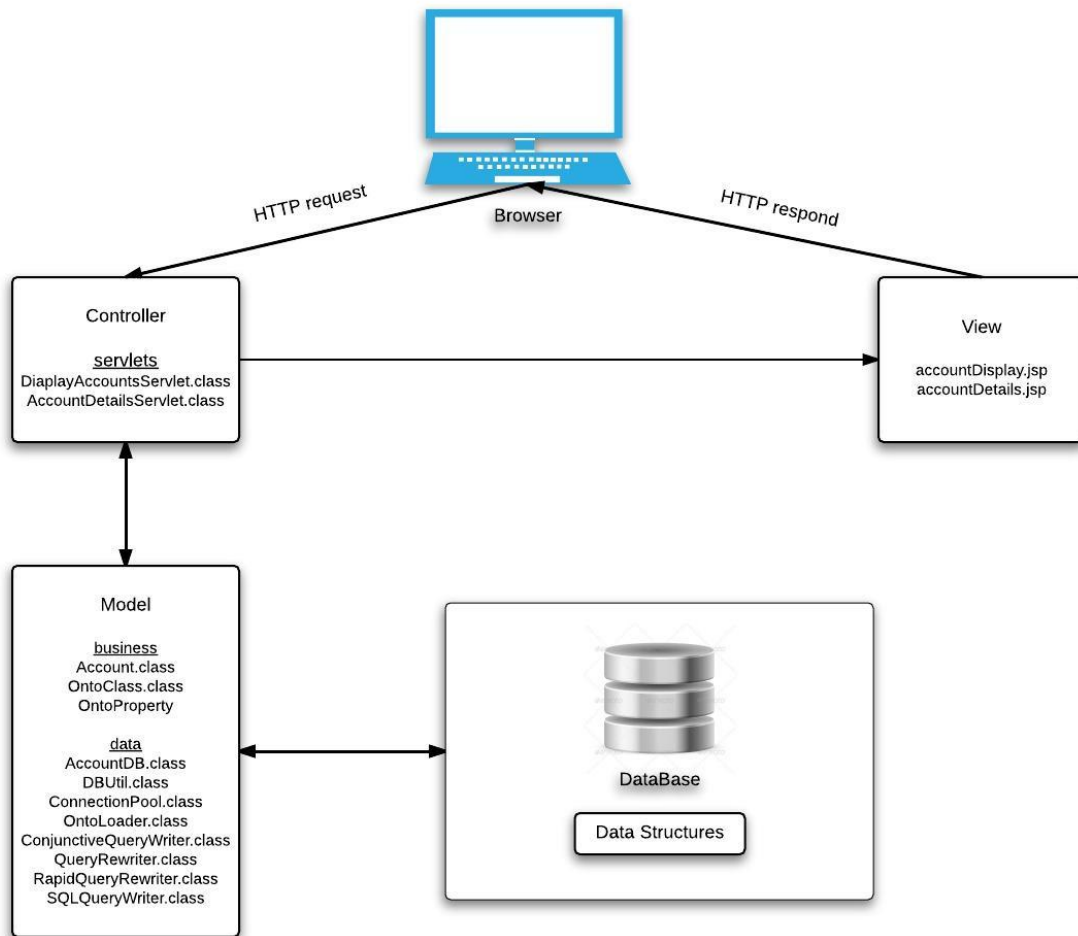 HTTP request
HTTP respond
Browser
Controller
servlets
DiaplayAccountsServlet.class
AccountDetailsServlet.class
View
accountDisplay.jsp
accountDetails.jsp
Model
business
Account.class
OntoClass.class
OntoProperty
data
AccountDB.class
DBUtil.class
ConnectionPool.class
OntoLoader.class
ConjunctiveQueryWriter.class
QueryRewriter.class
RapidQueryRewriter.class
SQLQueryWriter.class
DataBase
Data Structures